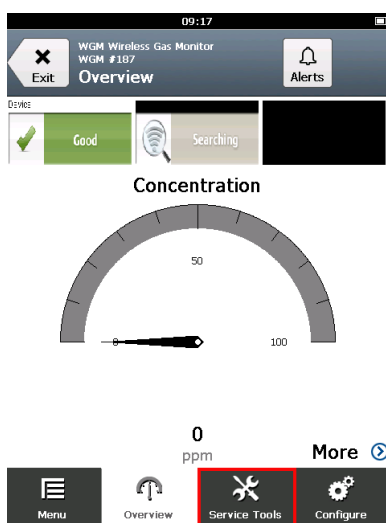 09:17
WGM Wireless Gas Monitor
WGM #187
Exit
Overview
Alerts
Device
Good
Searching
Concentration
50
0
100
0
ppm
More
Menu
Overview
Service Tools
Configure